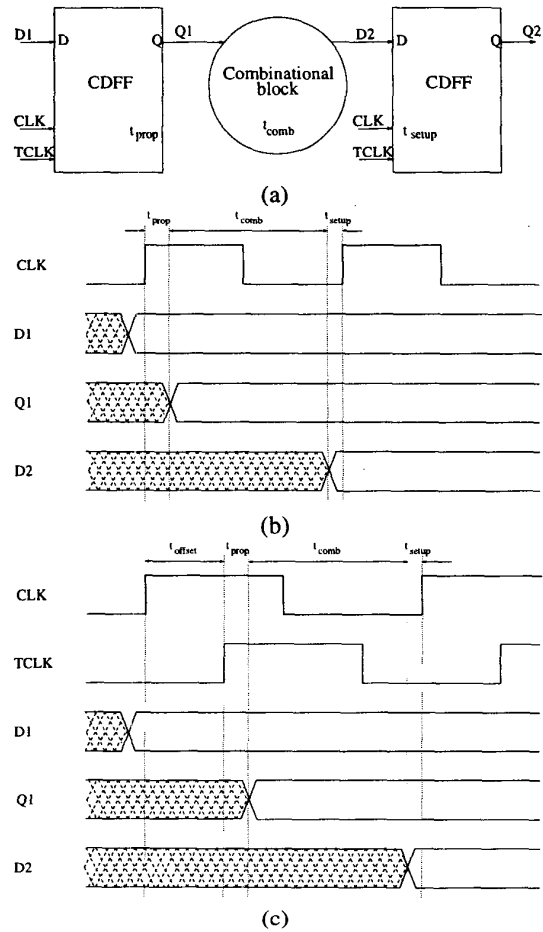 D1 D Q Q1 D2 D Q Q2
CDFF Combinational block CDFF
CLK t_prop t_comb CLK t_setup
TCLK TCLK
(a)
t_prop t_comb t_setup
CLK
D1
Q1
D2
(b)
t_offset t_prop t_comb t_setup
CLK
TCLK
D1
Q1
D2
(c)